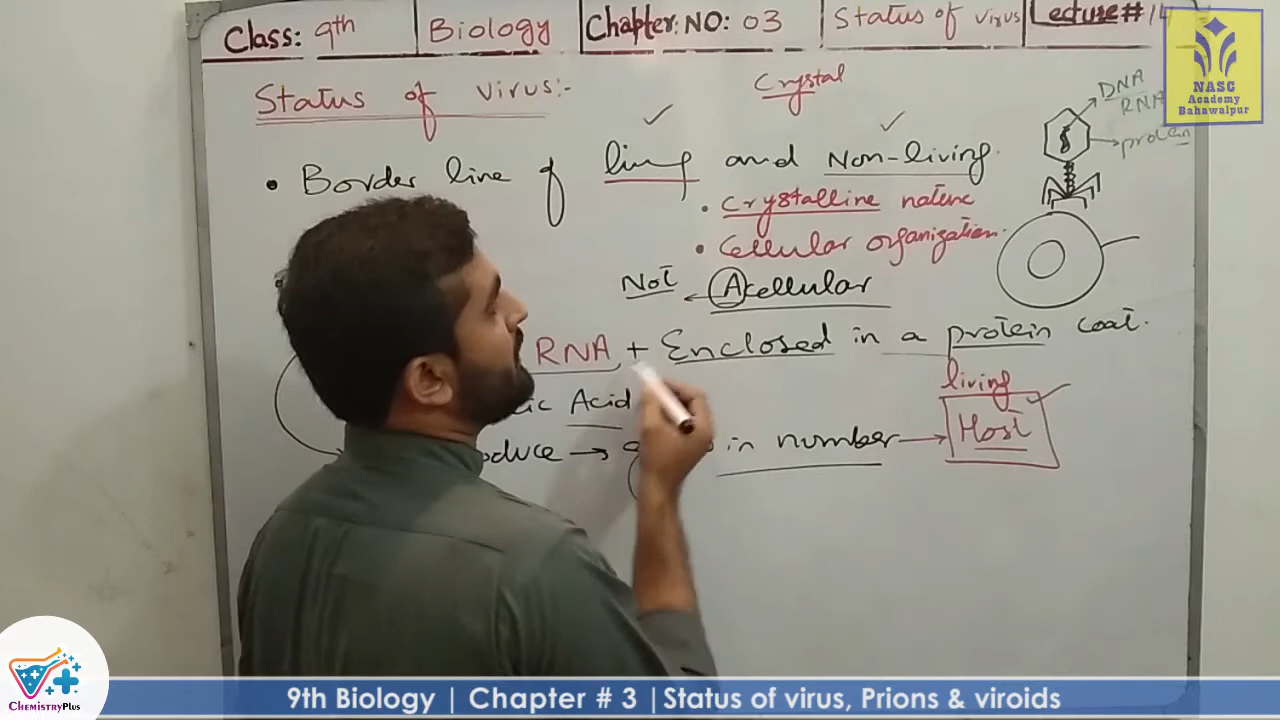 Class: 9th Biology Chapter: NO: 03 Status of virus Lecture # 14
NASC
Academy
Bahawalpur
Status of virus:-
Crystal
DNA
RNA
protein
• Border line of living and Non-living.
• Crystalline nature
• Cellular organization.
Not ← Acellular
RNA + Enclosed in a protein coat.
living
Acid
in number → Host
ChemistryPlus
9th Biology | Chapter # 3 | Status of virus, Prions & viroids